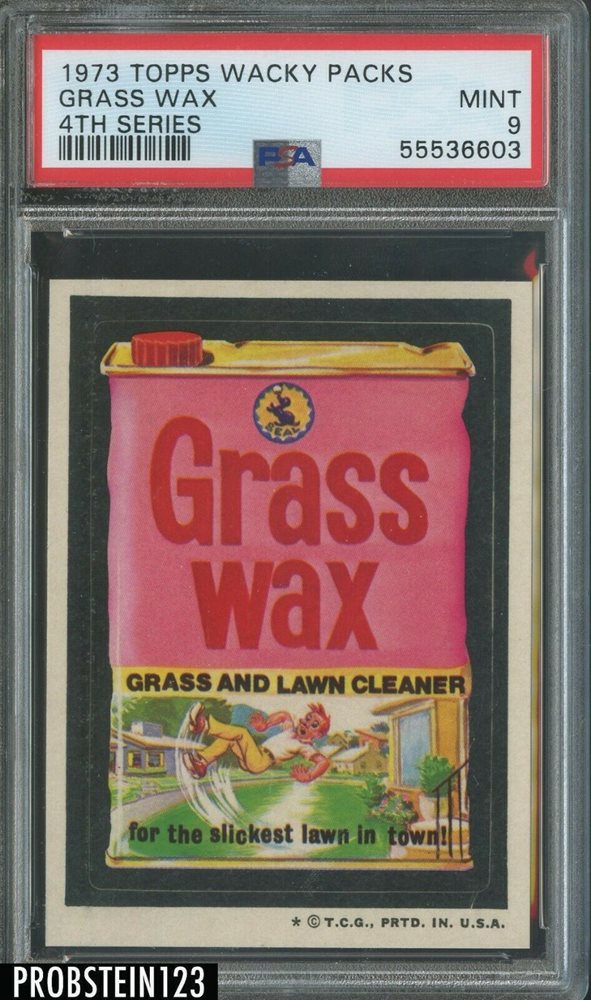 1973 TOPPS WACKY PACKS
GRASS WAX MINT
4TH SERIES 9
PSA 55536603
SEAL
Grass
wax
GRASS AND LAWN CLEANER
for the slickest lawn in town!
* © T.C.G., PRTD. IN. U.S.A.
PROBSTEIN123